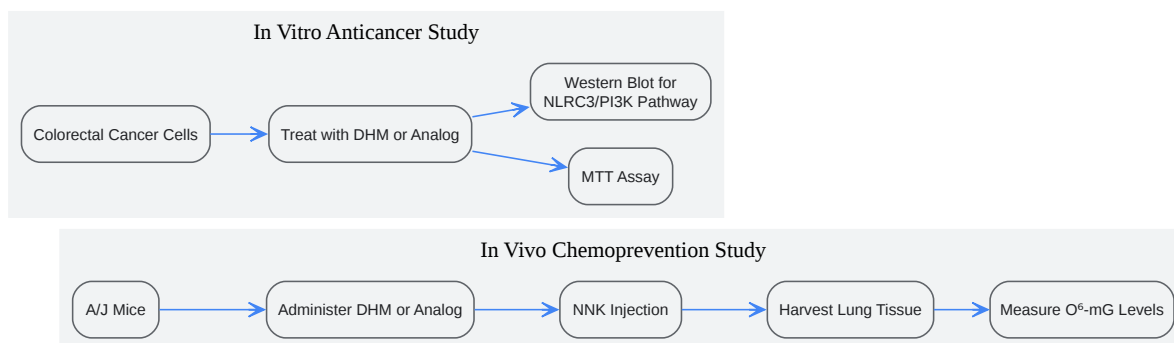 In Vitro Anticancer Study
Western Blot for
NLRC3/PI3K Pathway
Colorectal Cancer Cells
Treat with DHM or Analog
MTT Assay
In Vivo Chemoprevention Study
A/J Mice
Administer DHM or Analog
NNK Injection
Harvest Lung Tissue
Measure O⁶-mG Levels